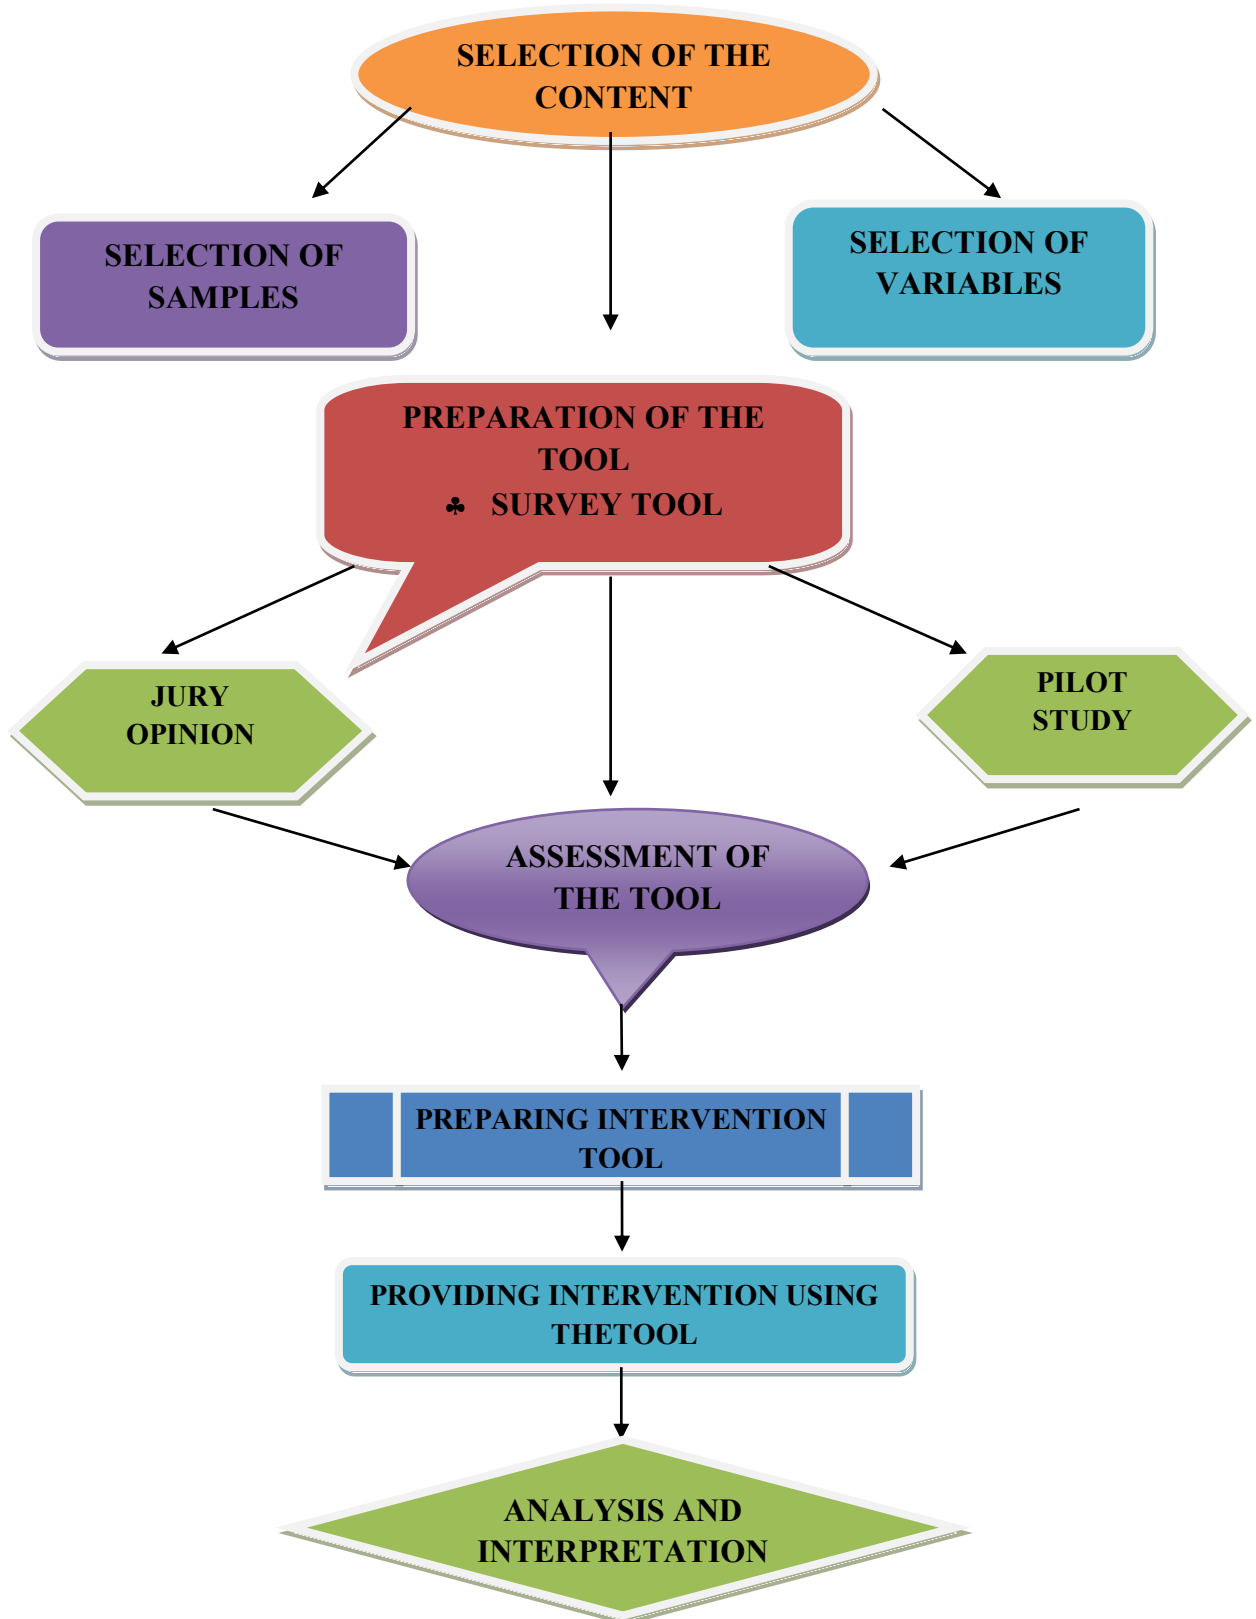 SELECTION OF THE
CONTENT
SELECTION OF
SAMPLES
SELECTION OF
VARIABLES
PREPARATION OF THE
TOOL
♣ SURVEY TOOL
JURY
OPINION
PILOT
STUDY
ASSESSMENT OF
THE TOOL
PREPARING INTERVENTION
TOOL
PROVIDING INTERVENTION USING
THETOOL
ANALYSIS AND
INTERPRETATION